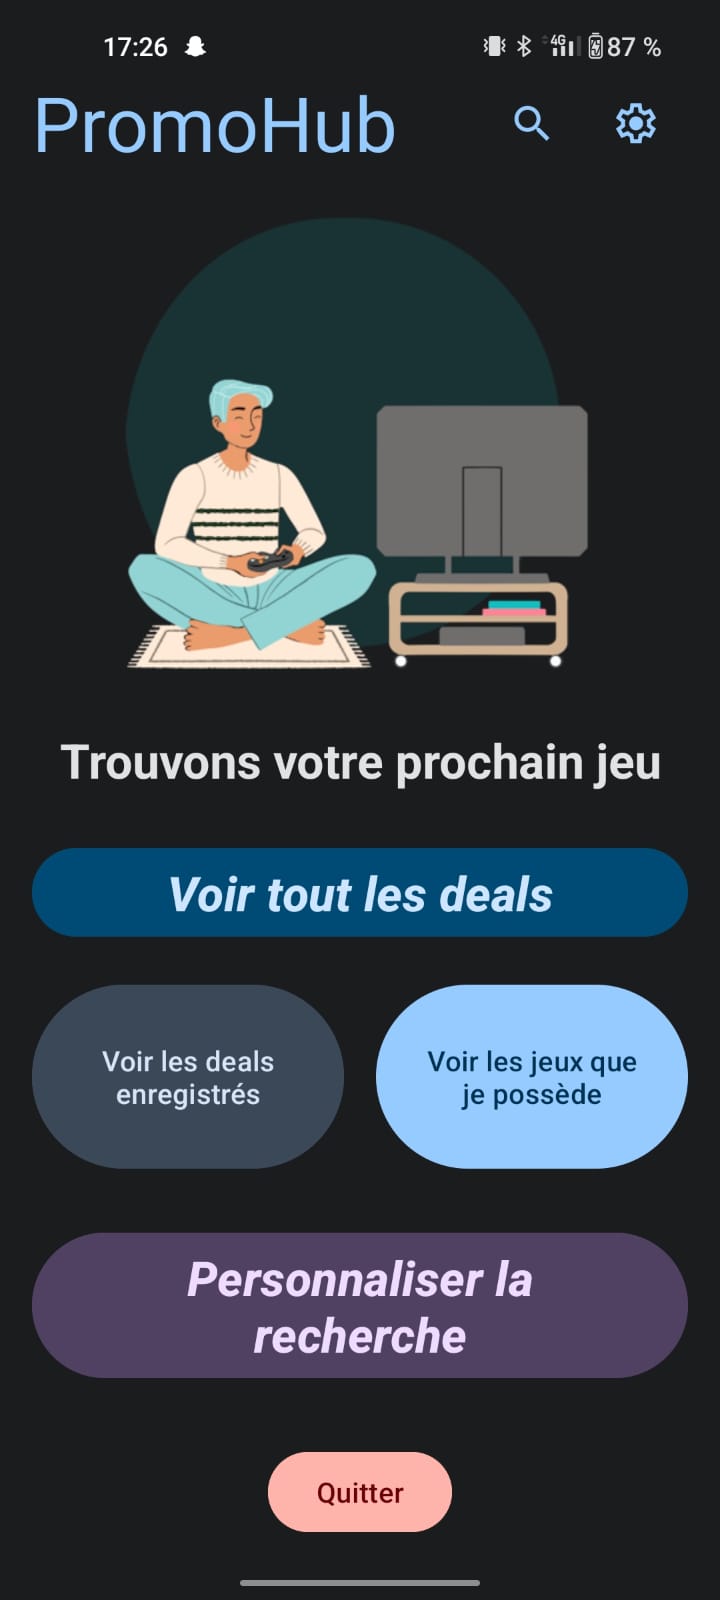 17:26 4G 87 %
PromoHub
Trouvons votre prochain jeu
Voir tout les deals
Voir les deals
enregistrés
Voir les jeux que
je possède
Personnaliser la
recherche
Quitter